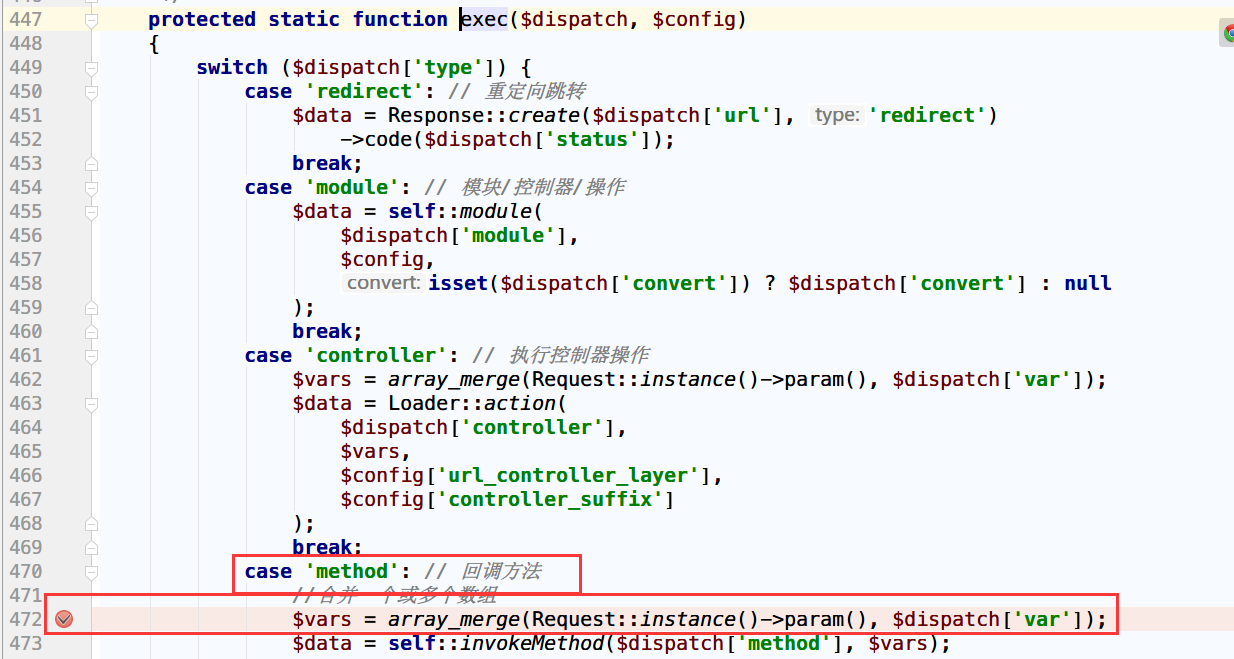 447 protected static function exec($dispatch, $config)
448 {
449 switch ($dispatch['type']) {
450 case 'redirect': // 重定向跳转
451 $data = Response::create($dispatch['url'], type: 'redirect')
452 ->code($dispatch['status']);
453 break;
454 case 'module': // 模块/控制器/操作
455 $data = self::module(
456 $dispatch['module'],
457 $config,
458 convert: isset($dispatch['convert']) ? $dispatch['convert'] : null
459 );
460 break;
461 case 'controller': // 执行控制器操作
462 $vars = array_merge(Request::instance()->param(), $dispatch['var']);
463 $data = Loader::action(
464 $dispatch['controller'],
465 $vars,
466 $config['url_controller_layer'],
467 $config['controller_suffix']
468 );
469 break;
470 case 'method': // 回调方法
471 //合并一个或多个数组
472 $vars = array_merge(Request::instance()->param(), $dispatch['var']);
473 $data = self::invokeMethod($dispatch['method'], $vars);